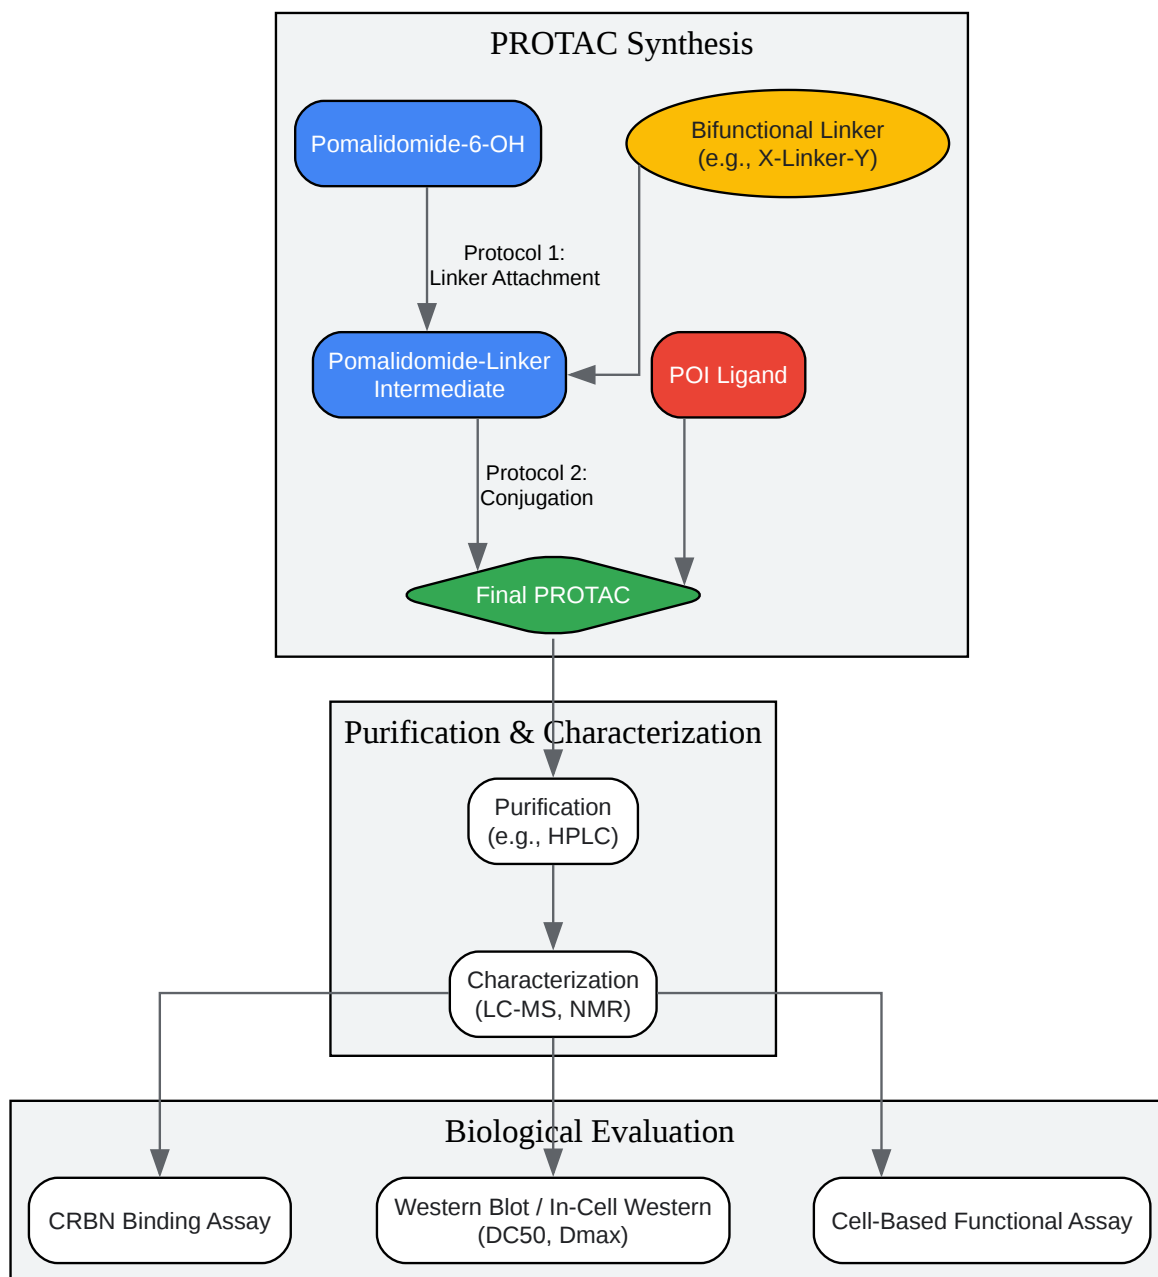 PROTAC Synthesis
Pomalidomide-6-OH
Bifunctional Linker
(e.g., X-Linker-Y)
Protocol 1:
Linker Attachment
Pomalidomide-Linker
Intermediate
POI Ligand
Protocol 2:
Conjugation
Final PROTAC
Purification & Characterization
Purification
(e.g., HPLC)
Characterization
(LC-MS, NMR)
Biological Evaluation
CRBN Binding Assay
Western Blot / In-Cell Western
(DC50, Dmax)
Cell-Based Functional Assay